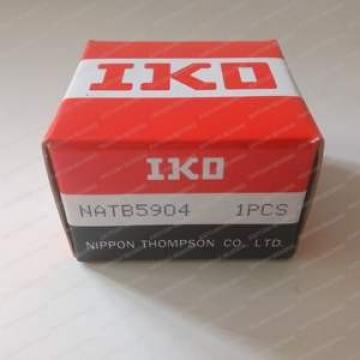 IKO
IKO
NATB5904 1PCS
NIPPON THOMPSON CO., LTD.